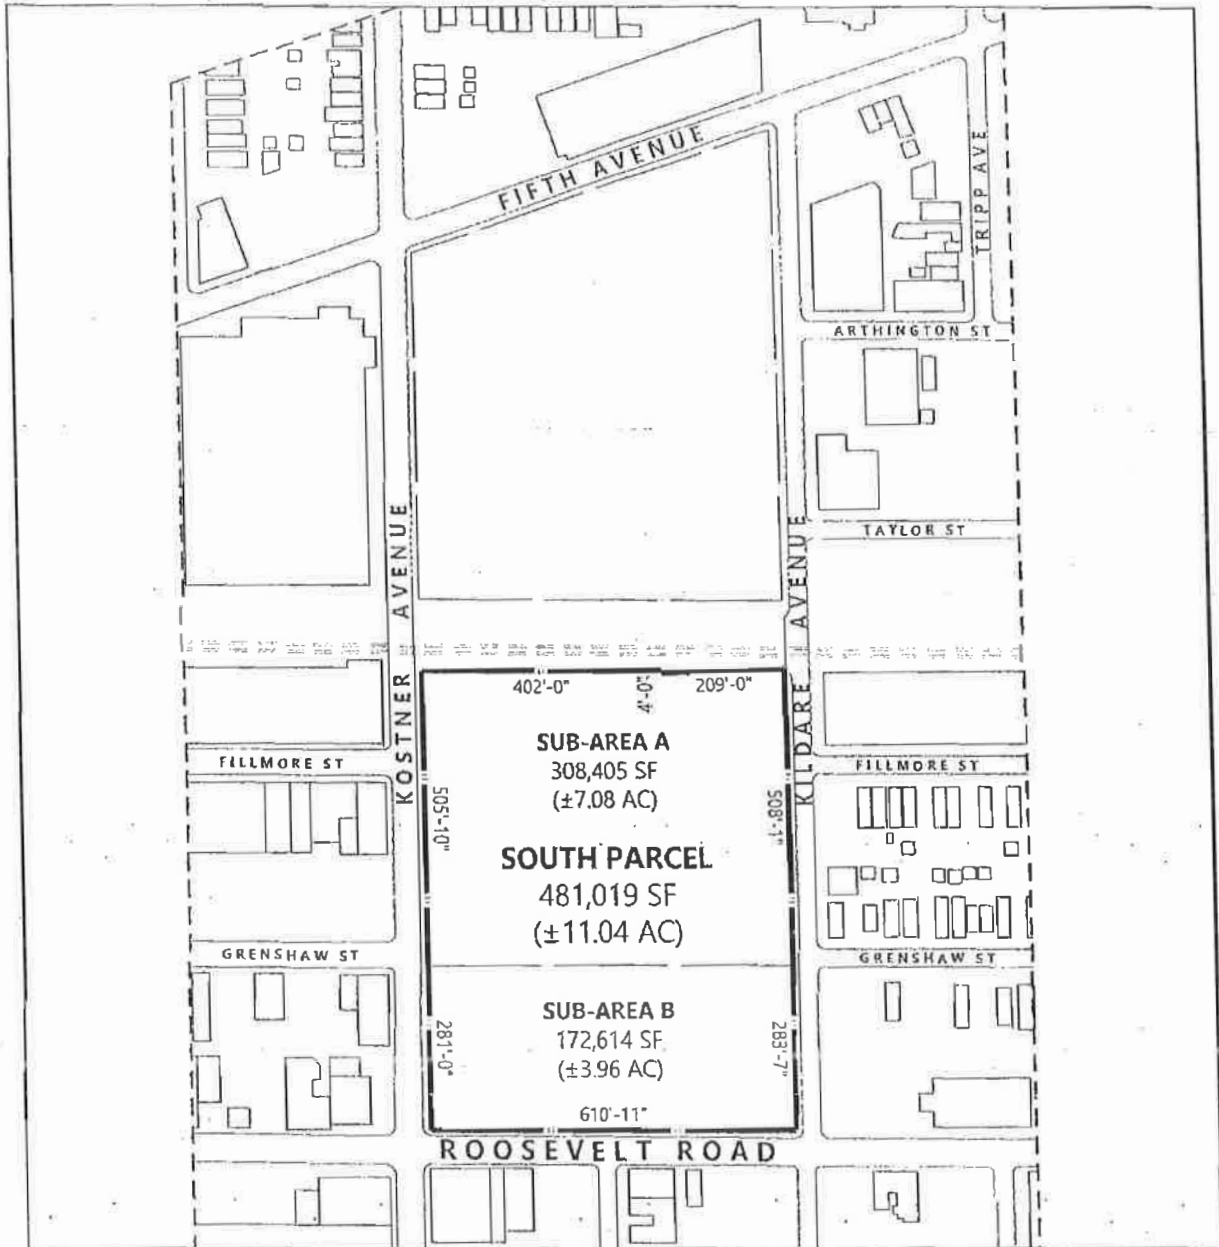 FIFTH AVENUE
TRIPP AVE
ARTHINGTON ST
TAYLOR ST
KOSTNER AVENUE
KILDARE AVENUE
402'-0"
4'-0"
209'-0"
SUB-AREA A
308,405 SF
(±7.08 AC)
FILLMORE ST
FILLMORE ST
505'-10"
508'-1"
SOUTH PARCEL
481,019 SF
(±11.04 AC)
GRENSHAW ST
GRENSHAW ST
SUB-AREA B
172,614 SF
(±3.96 AC)
281'-0"
283'-7"
610'-11"
ROOSEVELT ROAD